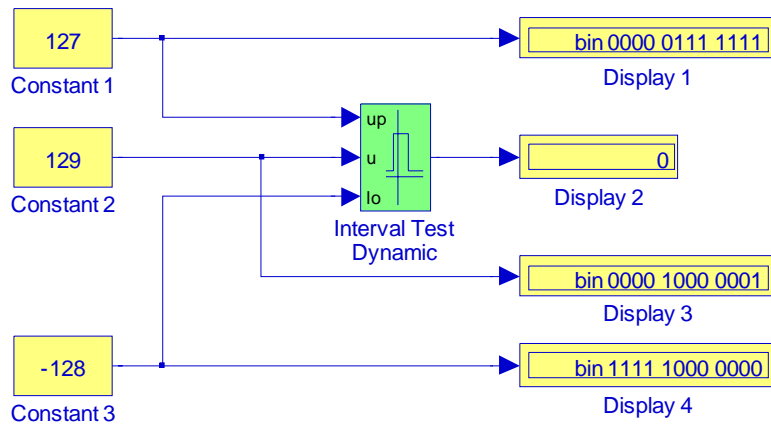 127
Constant 1
bin 0000 0111 1111
Display 1
up
u
lo
Interval Test
Dynamic
129
Constant 2
0
Display 2
bin 0000 1000 0001
Display 3
-128
Constant 3
bin 1111 1000 0000
Display 4